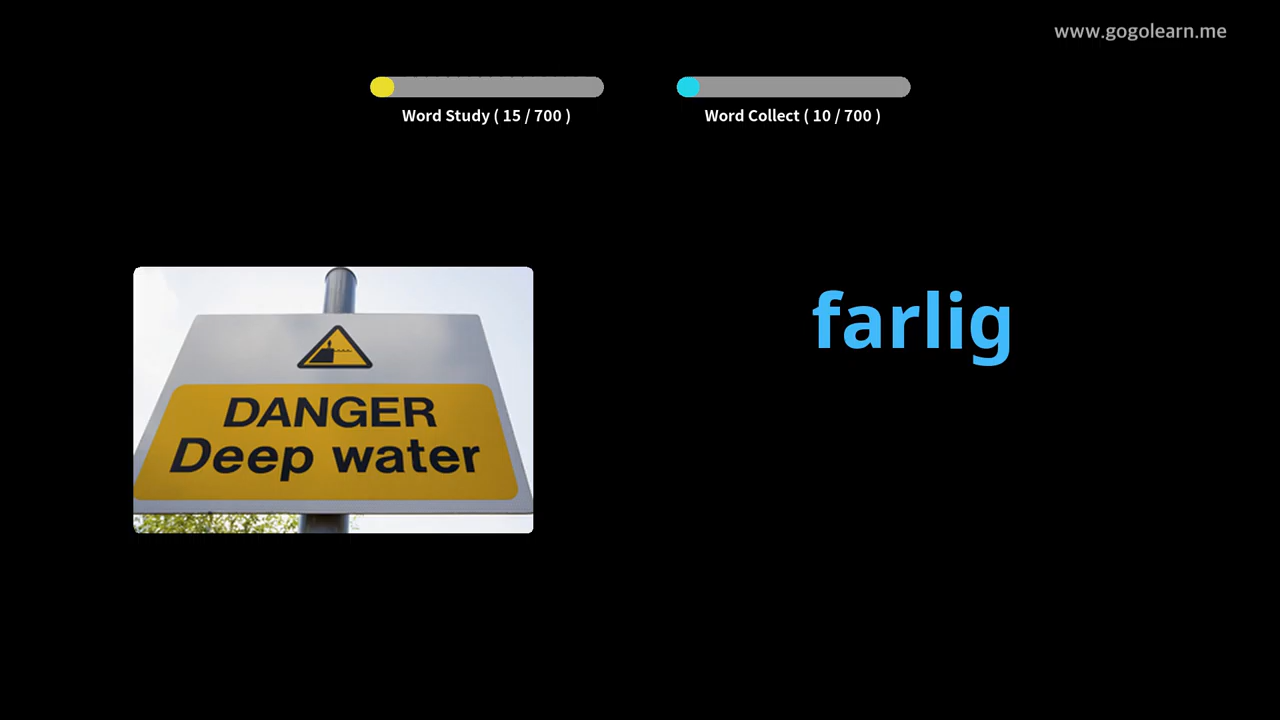 www.gogolearn.me
Word Study ( 15 / 700 )
Word Collect ( 10 / 700 )
DANGER
Deep water
farlig